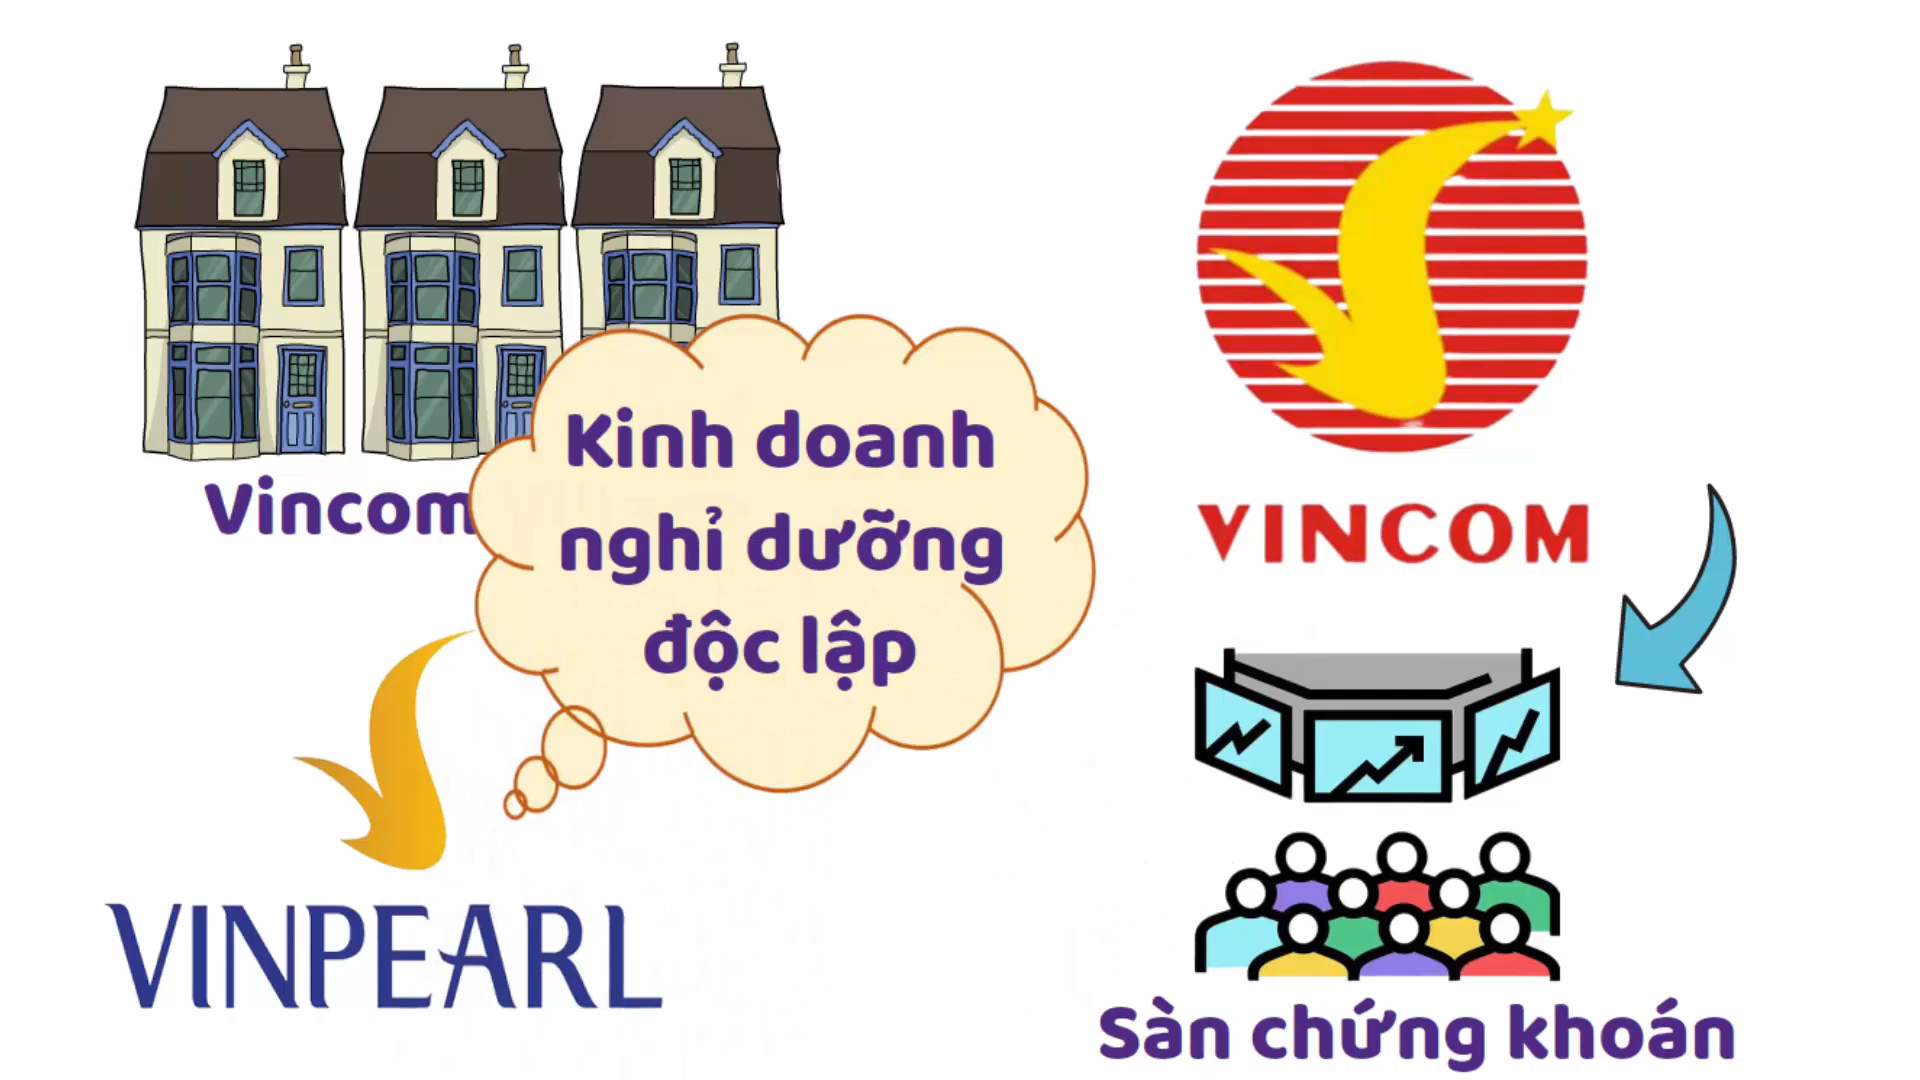 Vincom
Kinh doanh
nghỉ dưỡng
độc lập
VINCOM
VINPEARL
Sàn chứng khoán